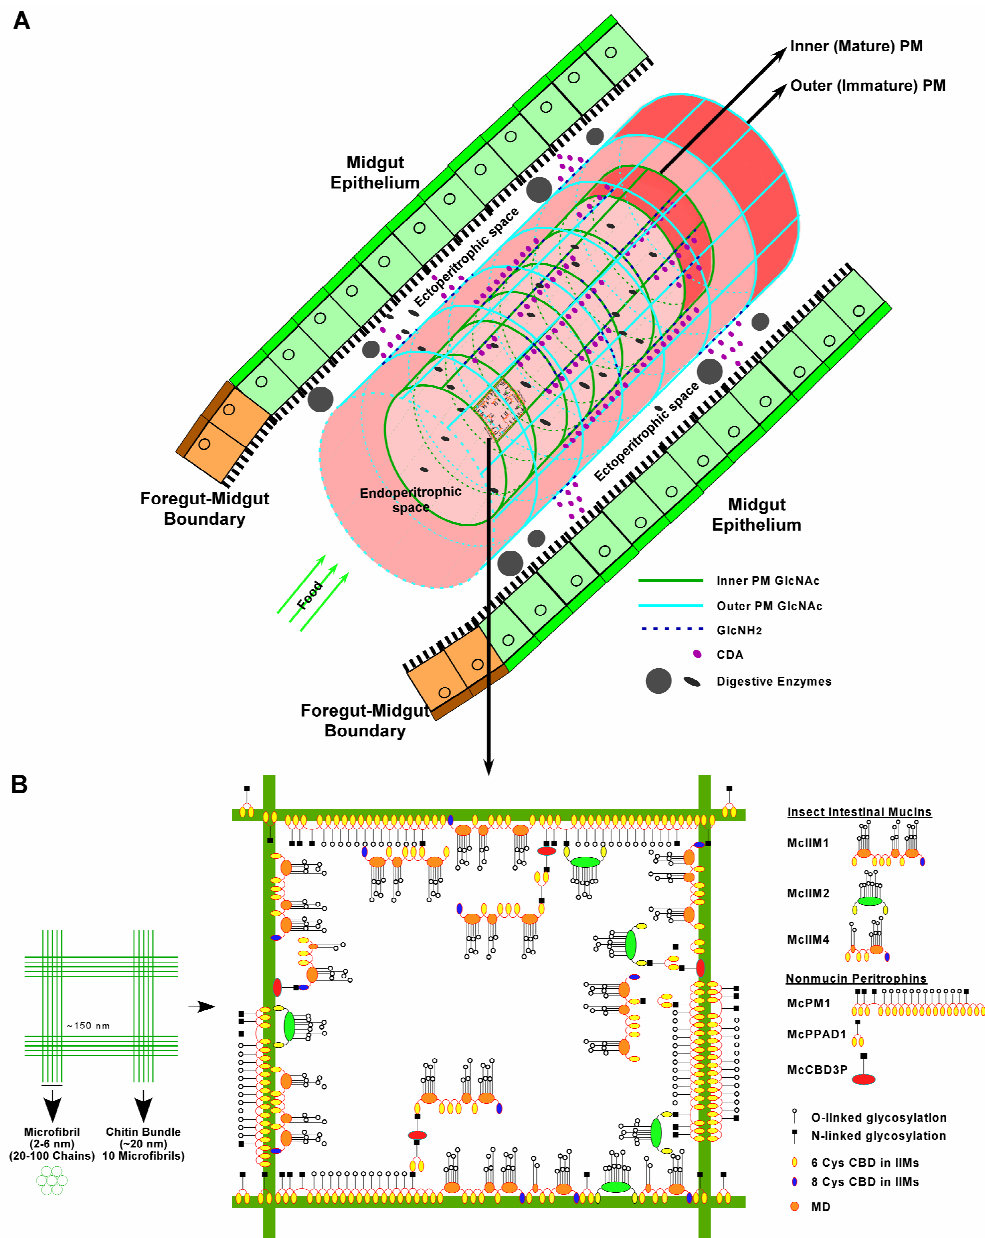 A
Inner (Mature) PM
Outer (Immature) PM
Midgut
Epithelium
Ectoperitrophic space
Ectoperitrophic space
Endoperitrophic
space
Foregut-Midgut
Boundary
Midgut
Epithelium
Food
Inner PM GlcNAc
Outer PM GlcNAc
GlcNH2
CDA
Digestive Enzymes
Foregut-Midgut
Boundary
B
Insect Intestinal Mucins
McIIM1
McIIM2
McIIM4
Nonmucin Peritrophins
McPM1
McPPAD1
McCBD3P
~150 nm
Microfibril
(2-6 nm)
(20-100 Chains)
Chitin Bundle
(~20 nm)
10 Microfibrils
O-linked glycosylation
N-linked glycosylation
6 Cys CBD in IIMs
8 Cys CBD in IIMs
MD